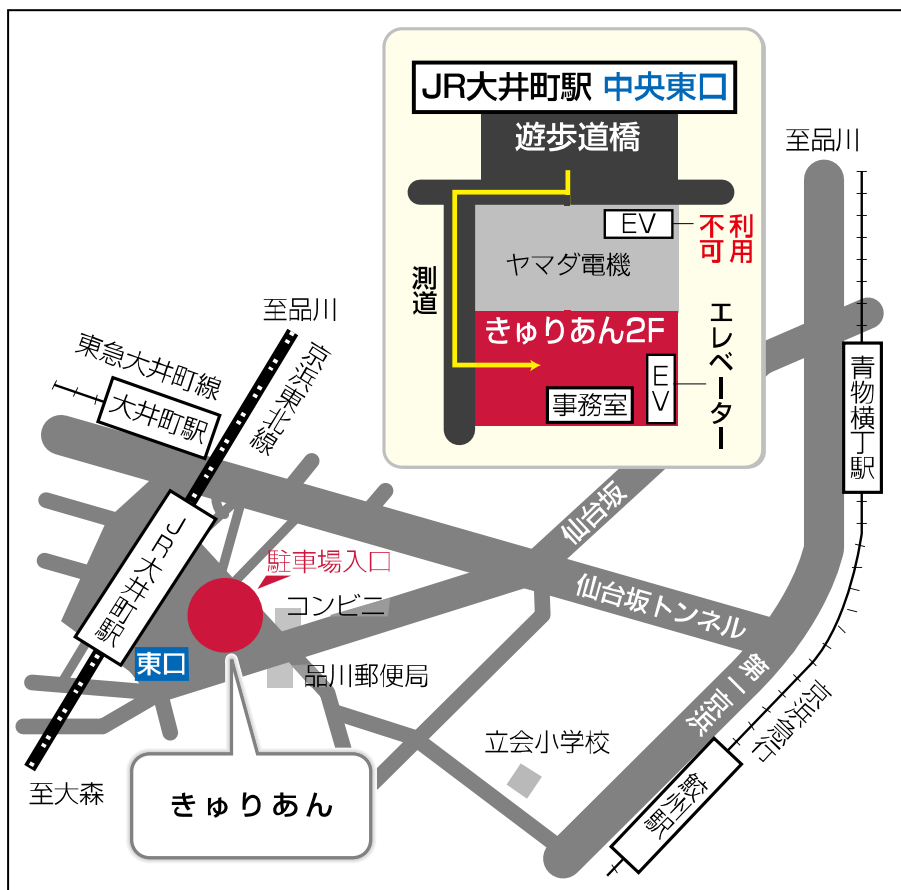 JR大井町駅 中央東口
遊歩道橋
EV
不利
可用
ヤマダ電機
測道
きゅりあん2F
事務室
EV
エレベーター
至品川
青物横丁駅
至品川
京浜東北線
東急大井町線
大井町駅
JR大井町駅
駐車場入口
コンビニ
東口
品川郵便局
仙台坂
仙台坂トンネル
第一京浜
京浜急行
立会小学校
鮫州駅
至大森
きゅりあん